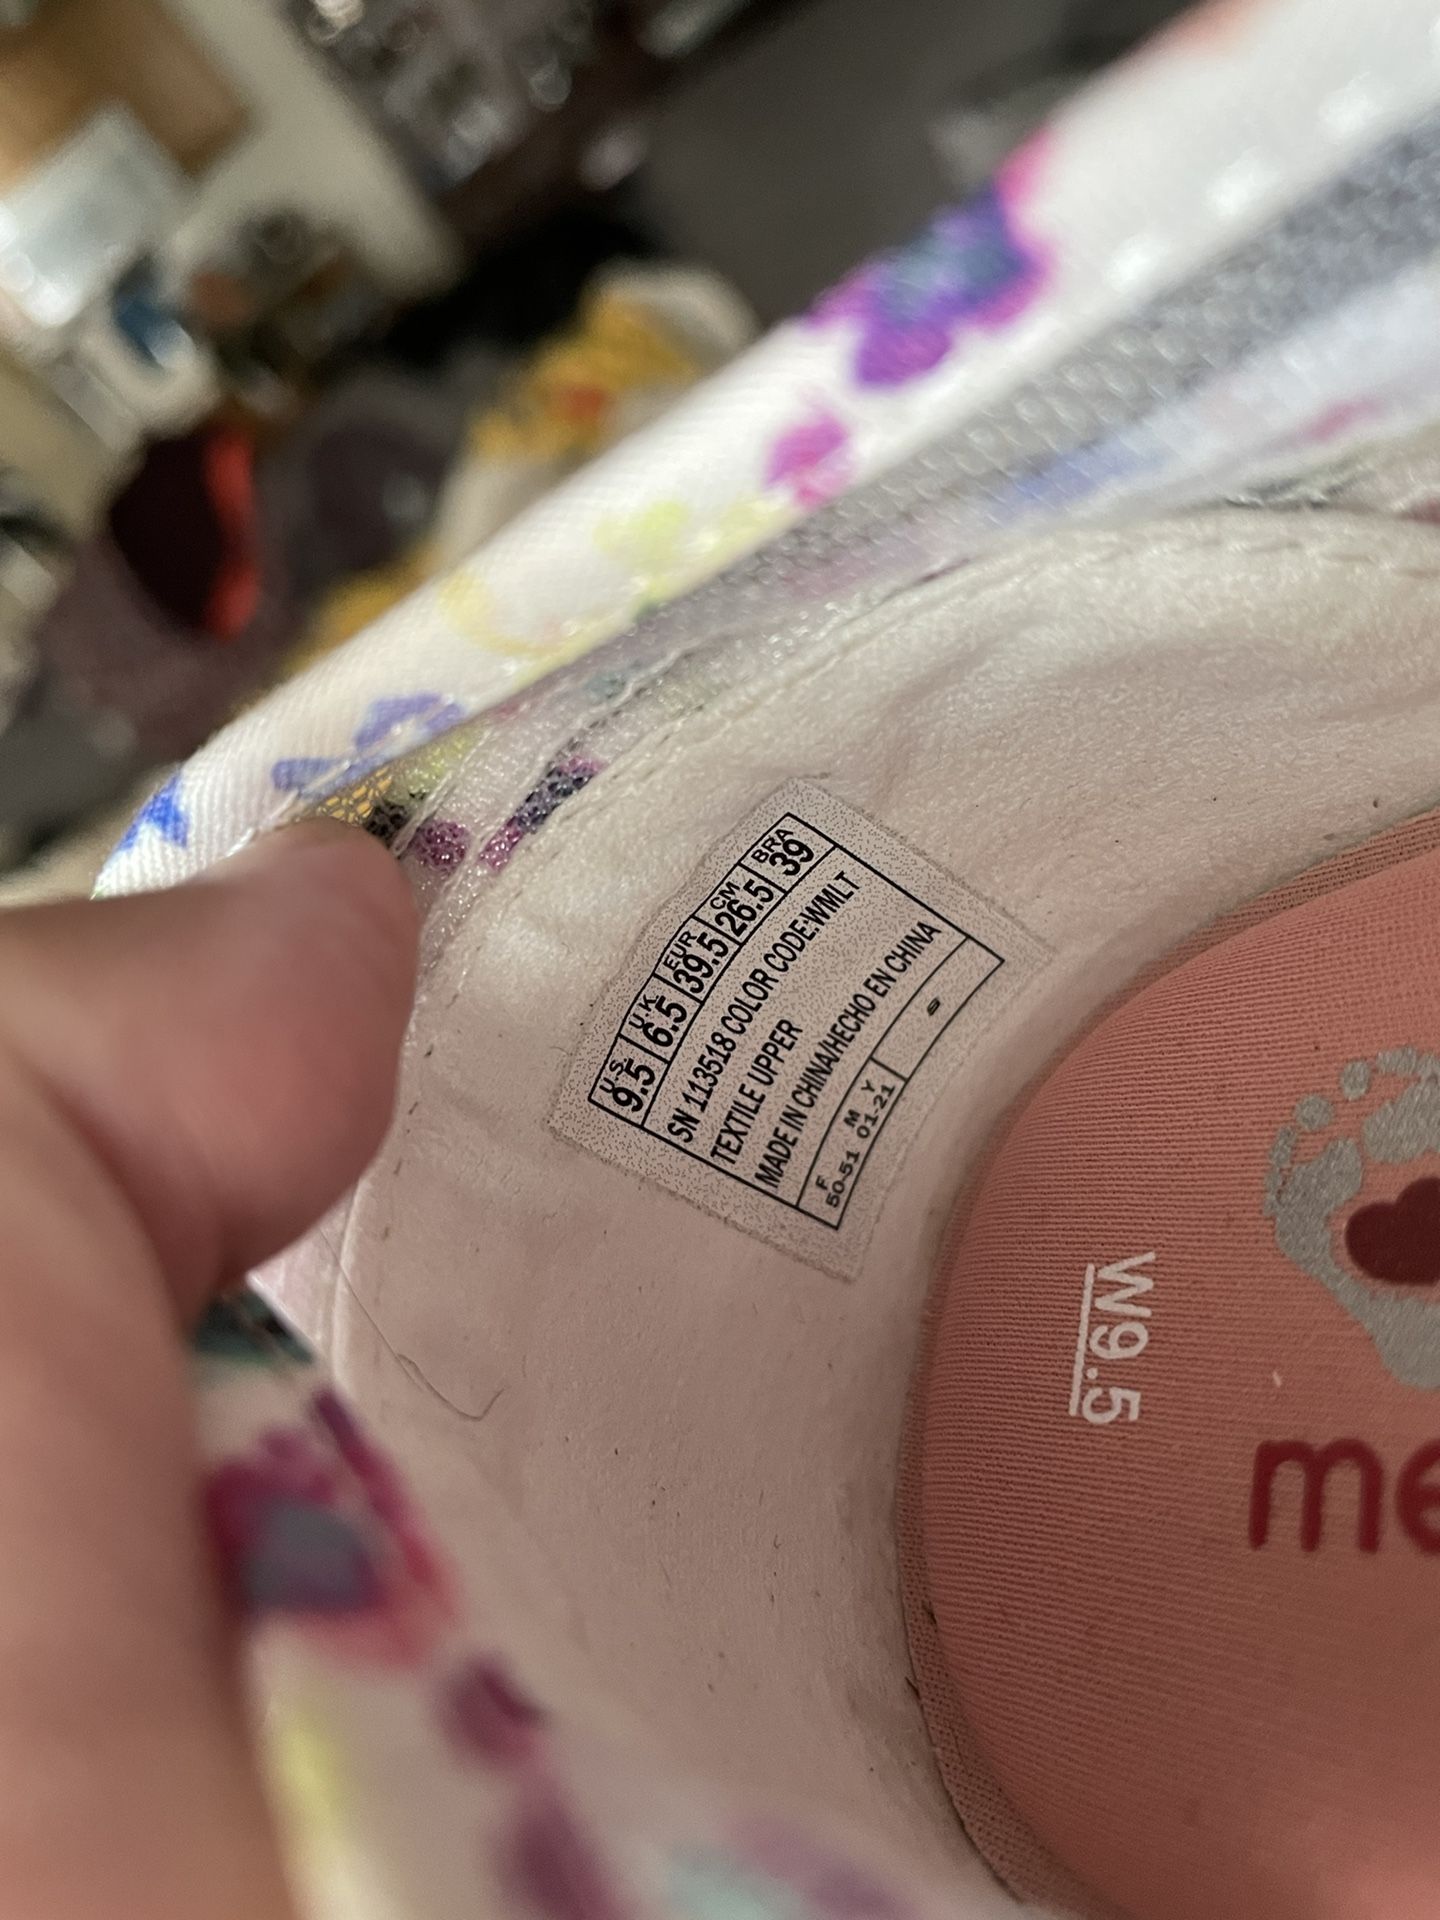 U.S. UK EUR CM BRA
9.5 6.5 39.5 26.5 39
SN 113518 COLOR CODE:WMLT
TEXTILE UPPER
MADE IN CHINA/HECHO EN CHINA
F M Y
50-51 01-21 S
W9.5
me